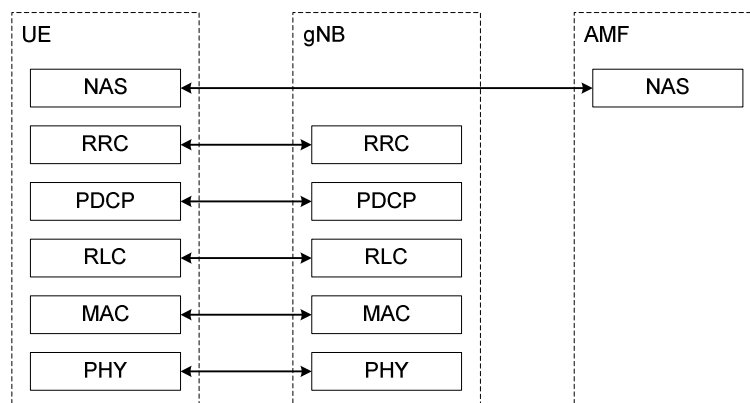 UE gNB AMF
NAS NAS
RRC RRC
PDCP PDCP
RLC RLC
MAC MAC
PHY PHY